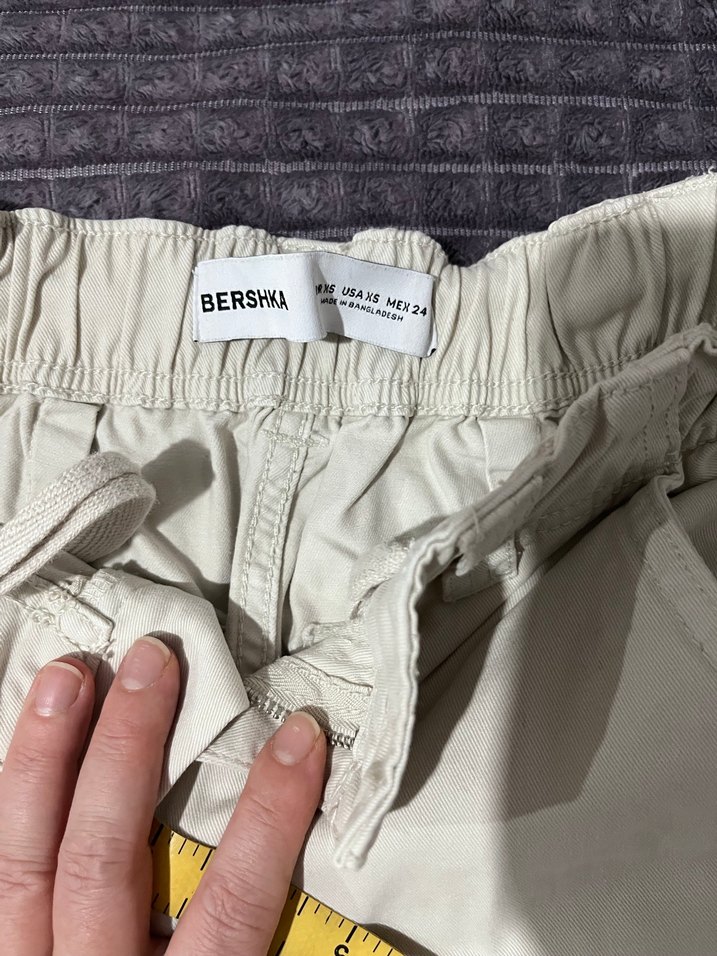 BERSHKA
XS USA XS MEX 24
MADE IN BANGLADESH